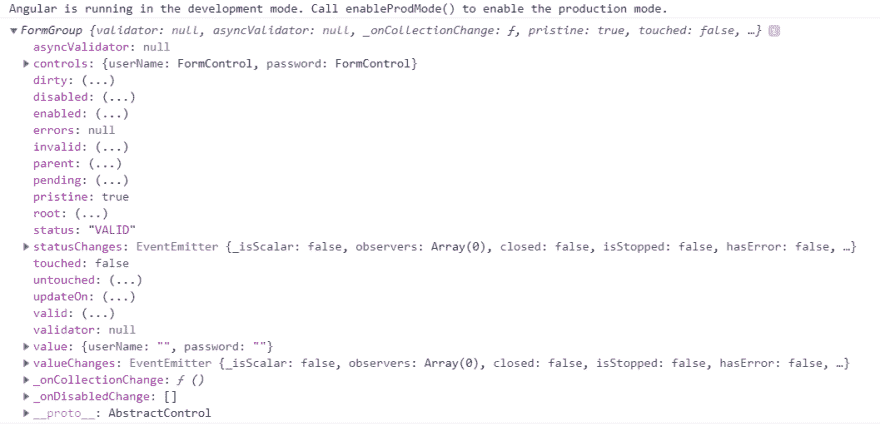 Angular is running in the development mode. Call enableProdMode() to enable the production mode.
FormGroup {validator: null, asyncValidator: null, _onCollectionChange: ƒ, pristine: true, touched: false, …}
asyncValidator: null
controls: {userName: FormControl, password: FormControl}
dirty: (...)
disabled: (...)
enabled: (...)
errors: null
invalid: (...)
parent: (...)
pending: (...)
pristine: true
root: (...)
status: "VALID"
statusChanges: EventEmitter {_isScalar: false, observers: Array(0), closed: false, isStopped: false, hasError: false, …}
touched: false
untouched: (...)
updateOn: (...)
valid: (...)
validator: null
value: {userName: "", password: ""}
valueChanges: EventEmitter {_isScalar: false, observers: Array(0), closed: false, isStopped: false, hasError: false, …}
_onCollectionChange: ƒ ()
_onDisabledChange: []
__proto__: AbstractControl